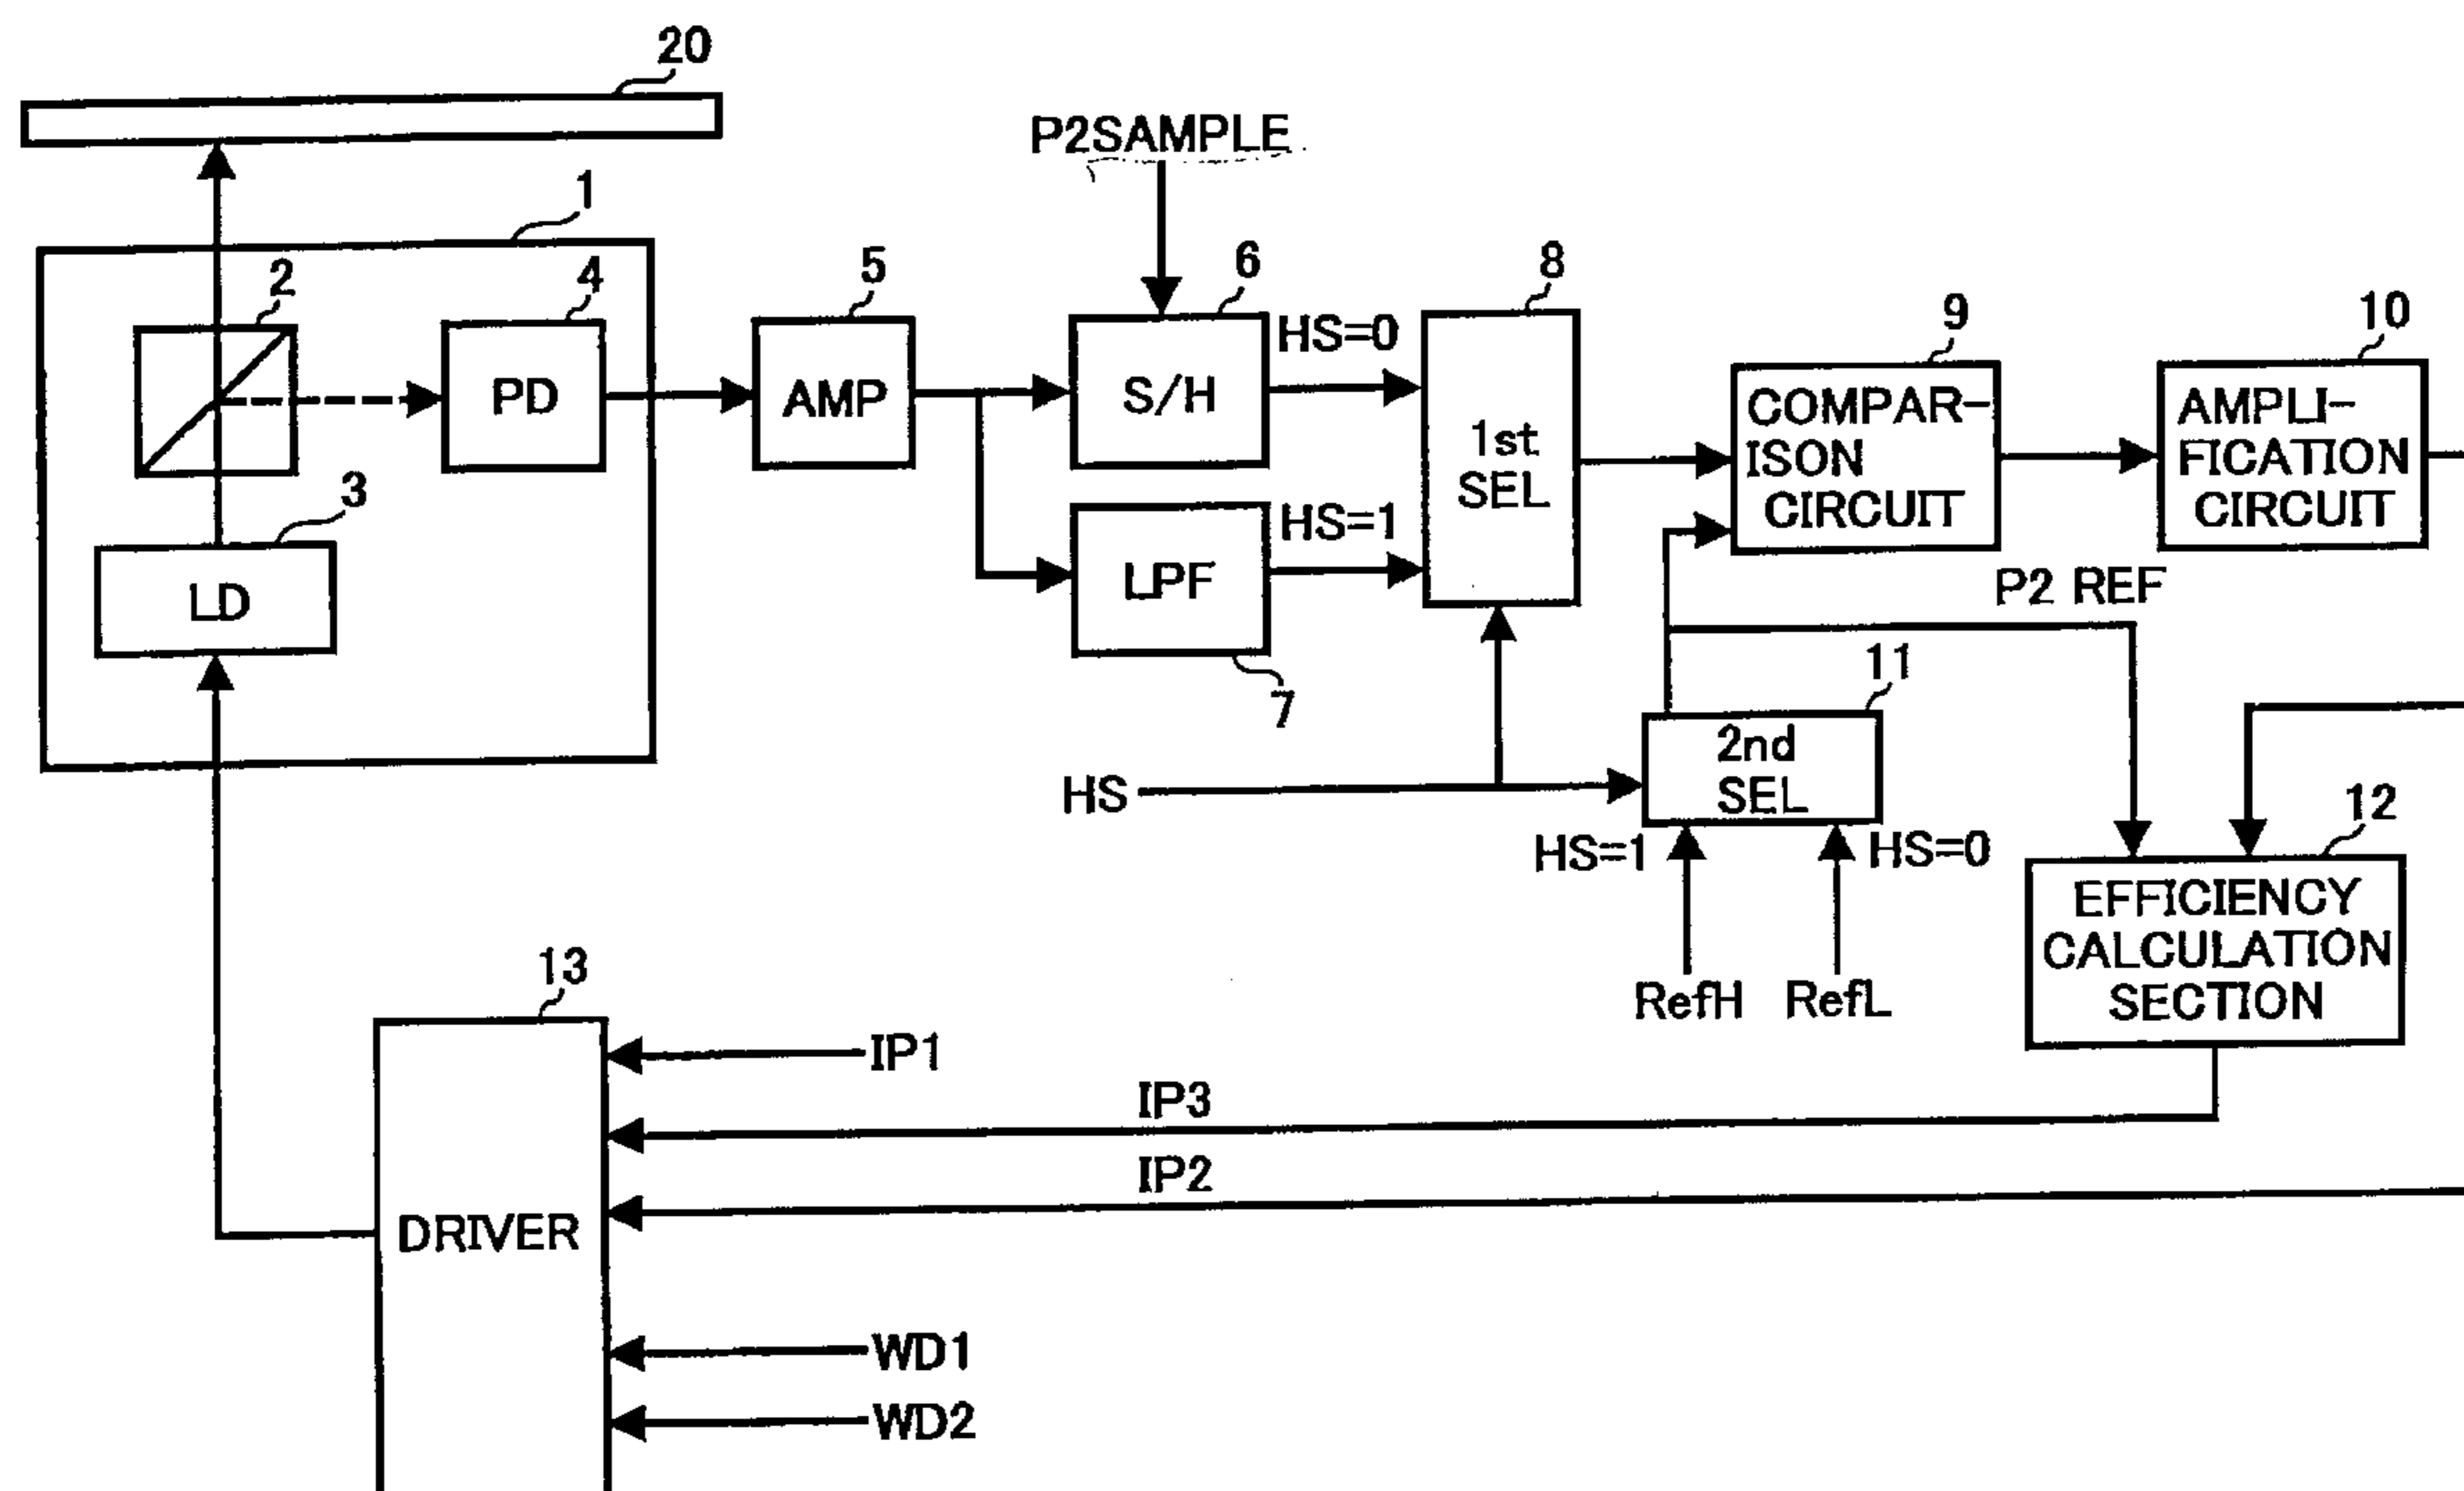 20
P2SAMPLE
1
2
4
5
6
8
9
10
HS=0
PD
AMP
S/H
1st
SEL
COMPAR-
ISON
CIRCUIT
AMPLI-
FICATION
CIRCUIT
3
HS=1
LD
LPF
P2 REF
7
11
2nd
SEL
HS
12
HS=1
HS=0
EFFICIENCY
CALCULATION
SECTION
RefH
RefL
13
IP1
IP3
IP2
DRIVER
WD1
WD2